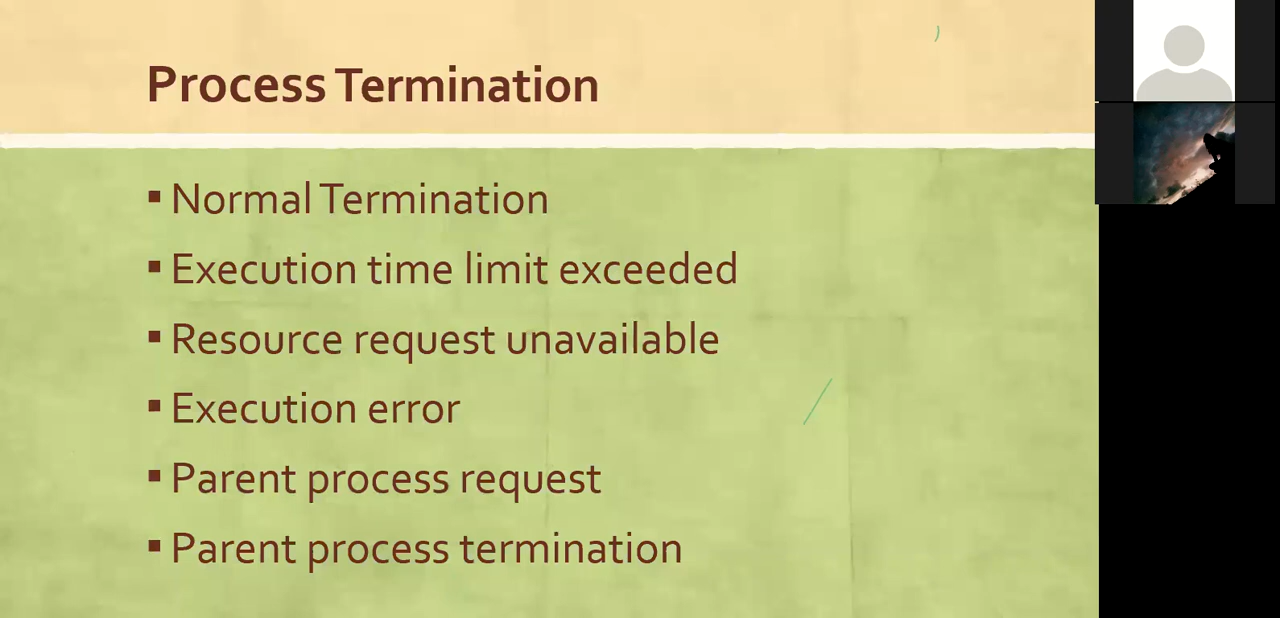 Process Termination
▪ Normal Termination
▪ Execution time limit exceeded
▪ Resource request unavailable
▪ Execution error
▪ Parent process request
▪ Parent process termination